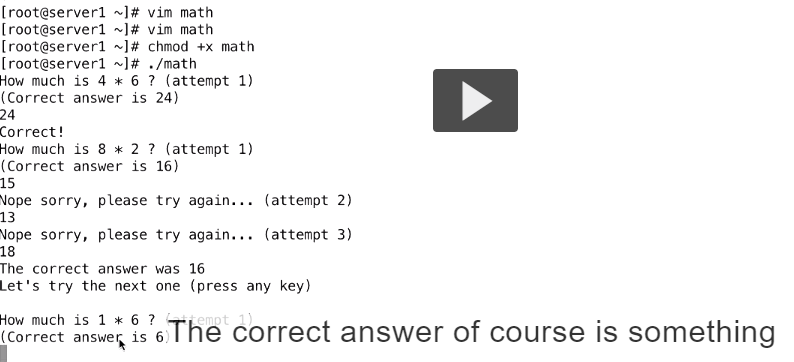 [root@server1 ~]# vim math
[root@server1 ~]# vim math
[root@server1 ~]# chmod +x math
[root@server1 ~]# ./math
How much is 4 * 6 ? (attempt 1)
(Correct answer is 24)
24
Correct!
How much is 8 * 2 ? (attempt 1)
(Correct answer is 16)
15
Nope sorry, please try again... (attempt 2)
13
Nope sorry, please try again... (attempt 3)
18
The correct answer was 16
Let's try the next one (press any key)
How much is 1 * 6 ? (attempt 1)
(Correct answer is 6)
The correct answer of course is something